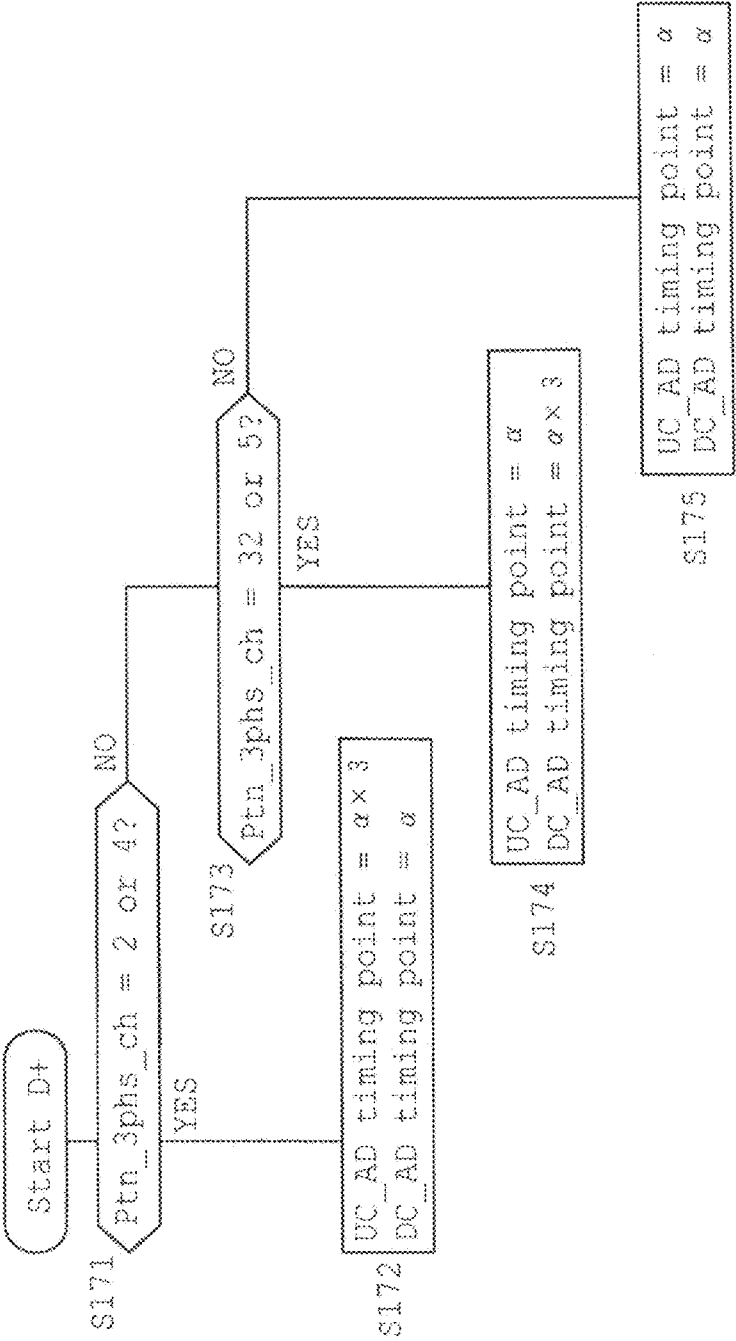 Start D+
S171
Ptn_3phs_ch = 2 or 4?
NO
YES
S172
UC_AD timing point = α×3
DC_AD timing point = α
S173
Ptn_3phs_ch = 32 or 5?
NO
YES
S174
UC_AD timing point = α
DC_AD timing point = α×3
S175
UC_AD timing point = α
DC_AD timing point = α